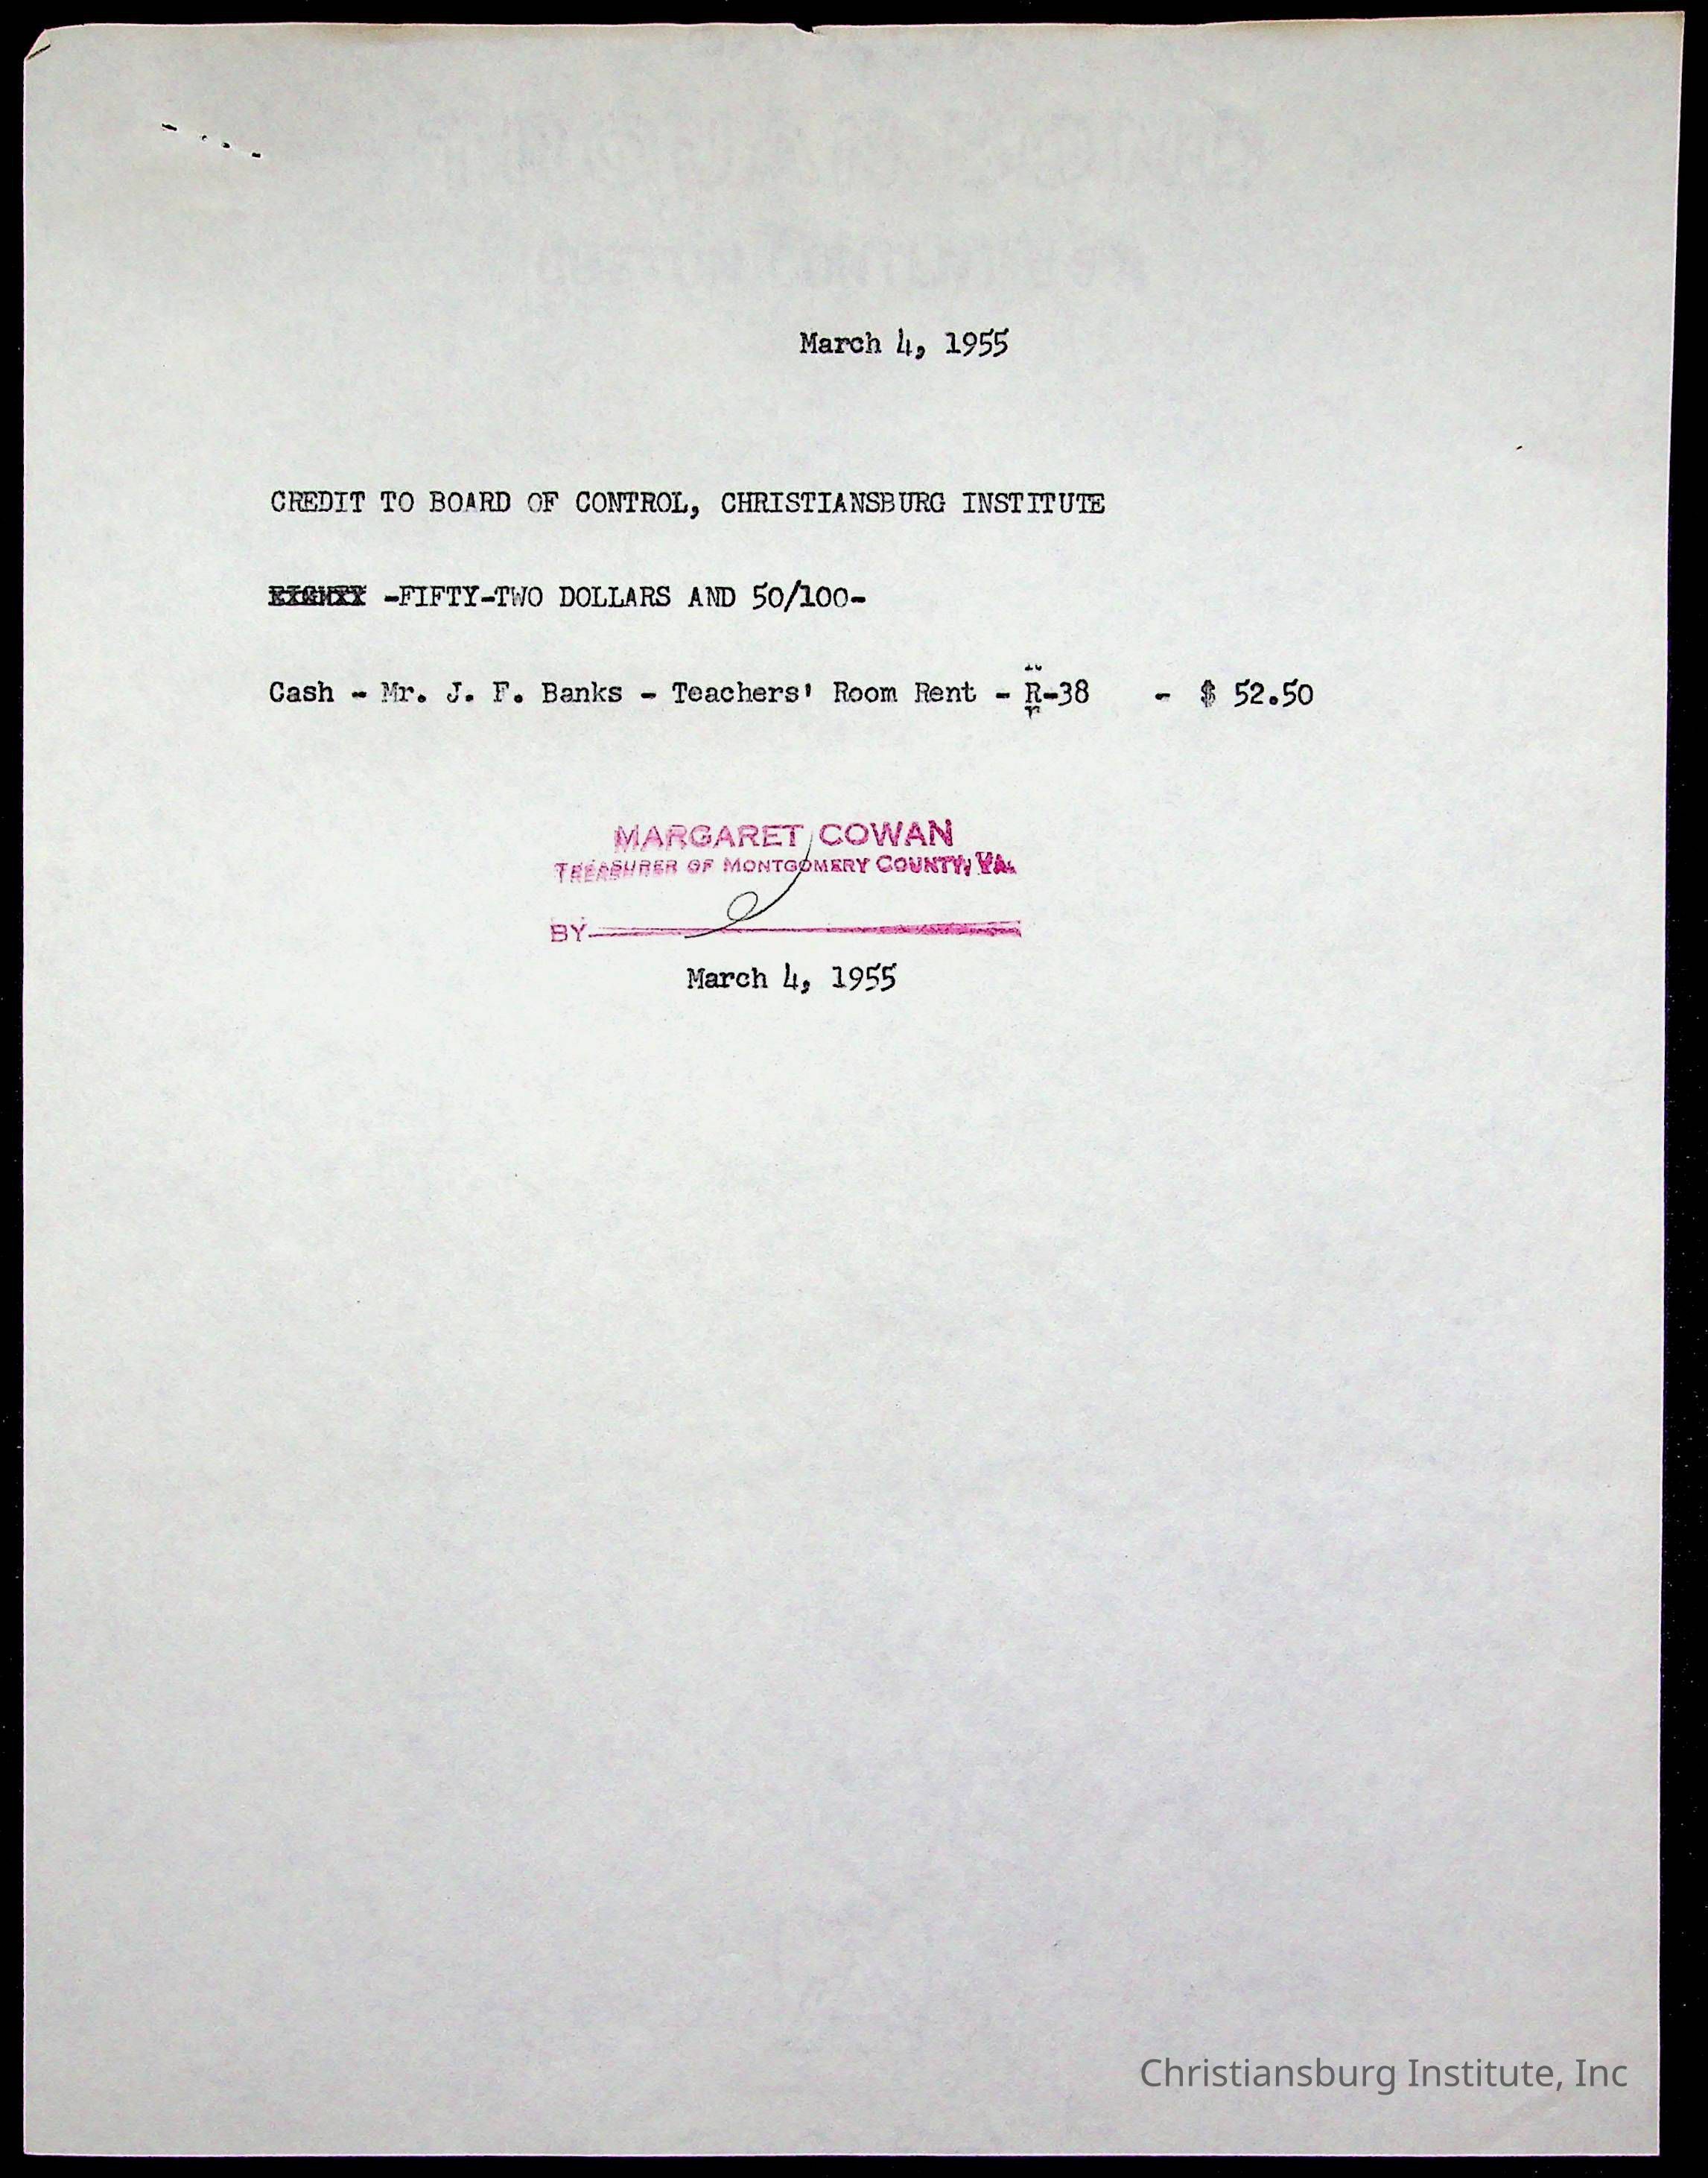 March 4, 1955
CREDIT TO BOARD OF CONTROL, CHRISTIANSBURG INSTITUTE
-FIFTY-TWO DOLLARS AND 50/100-
Cash - Mr. J. F. Banks - Teachers' Room Rent - R-38 - $ 52.50
MARGARET COWAN
TREASURER OF MONTGOMERY COUNTY, VA.
BY
March 4, 1955
Christiansburg Institute, Inc